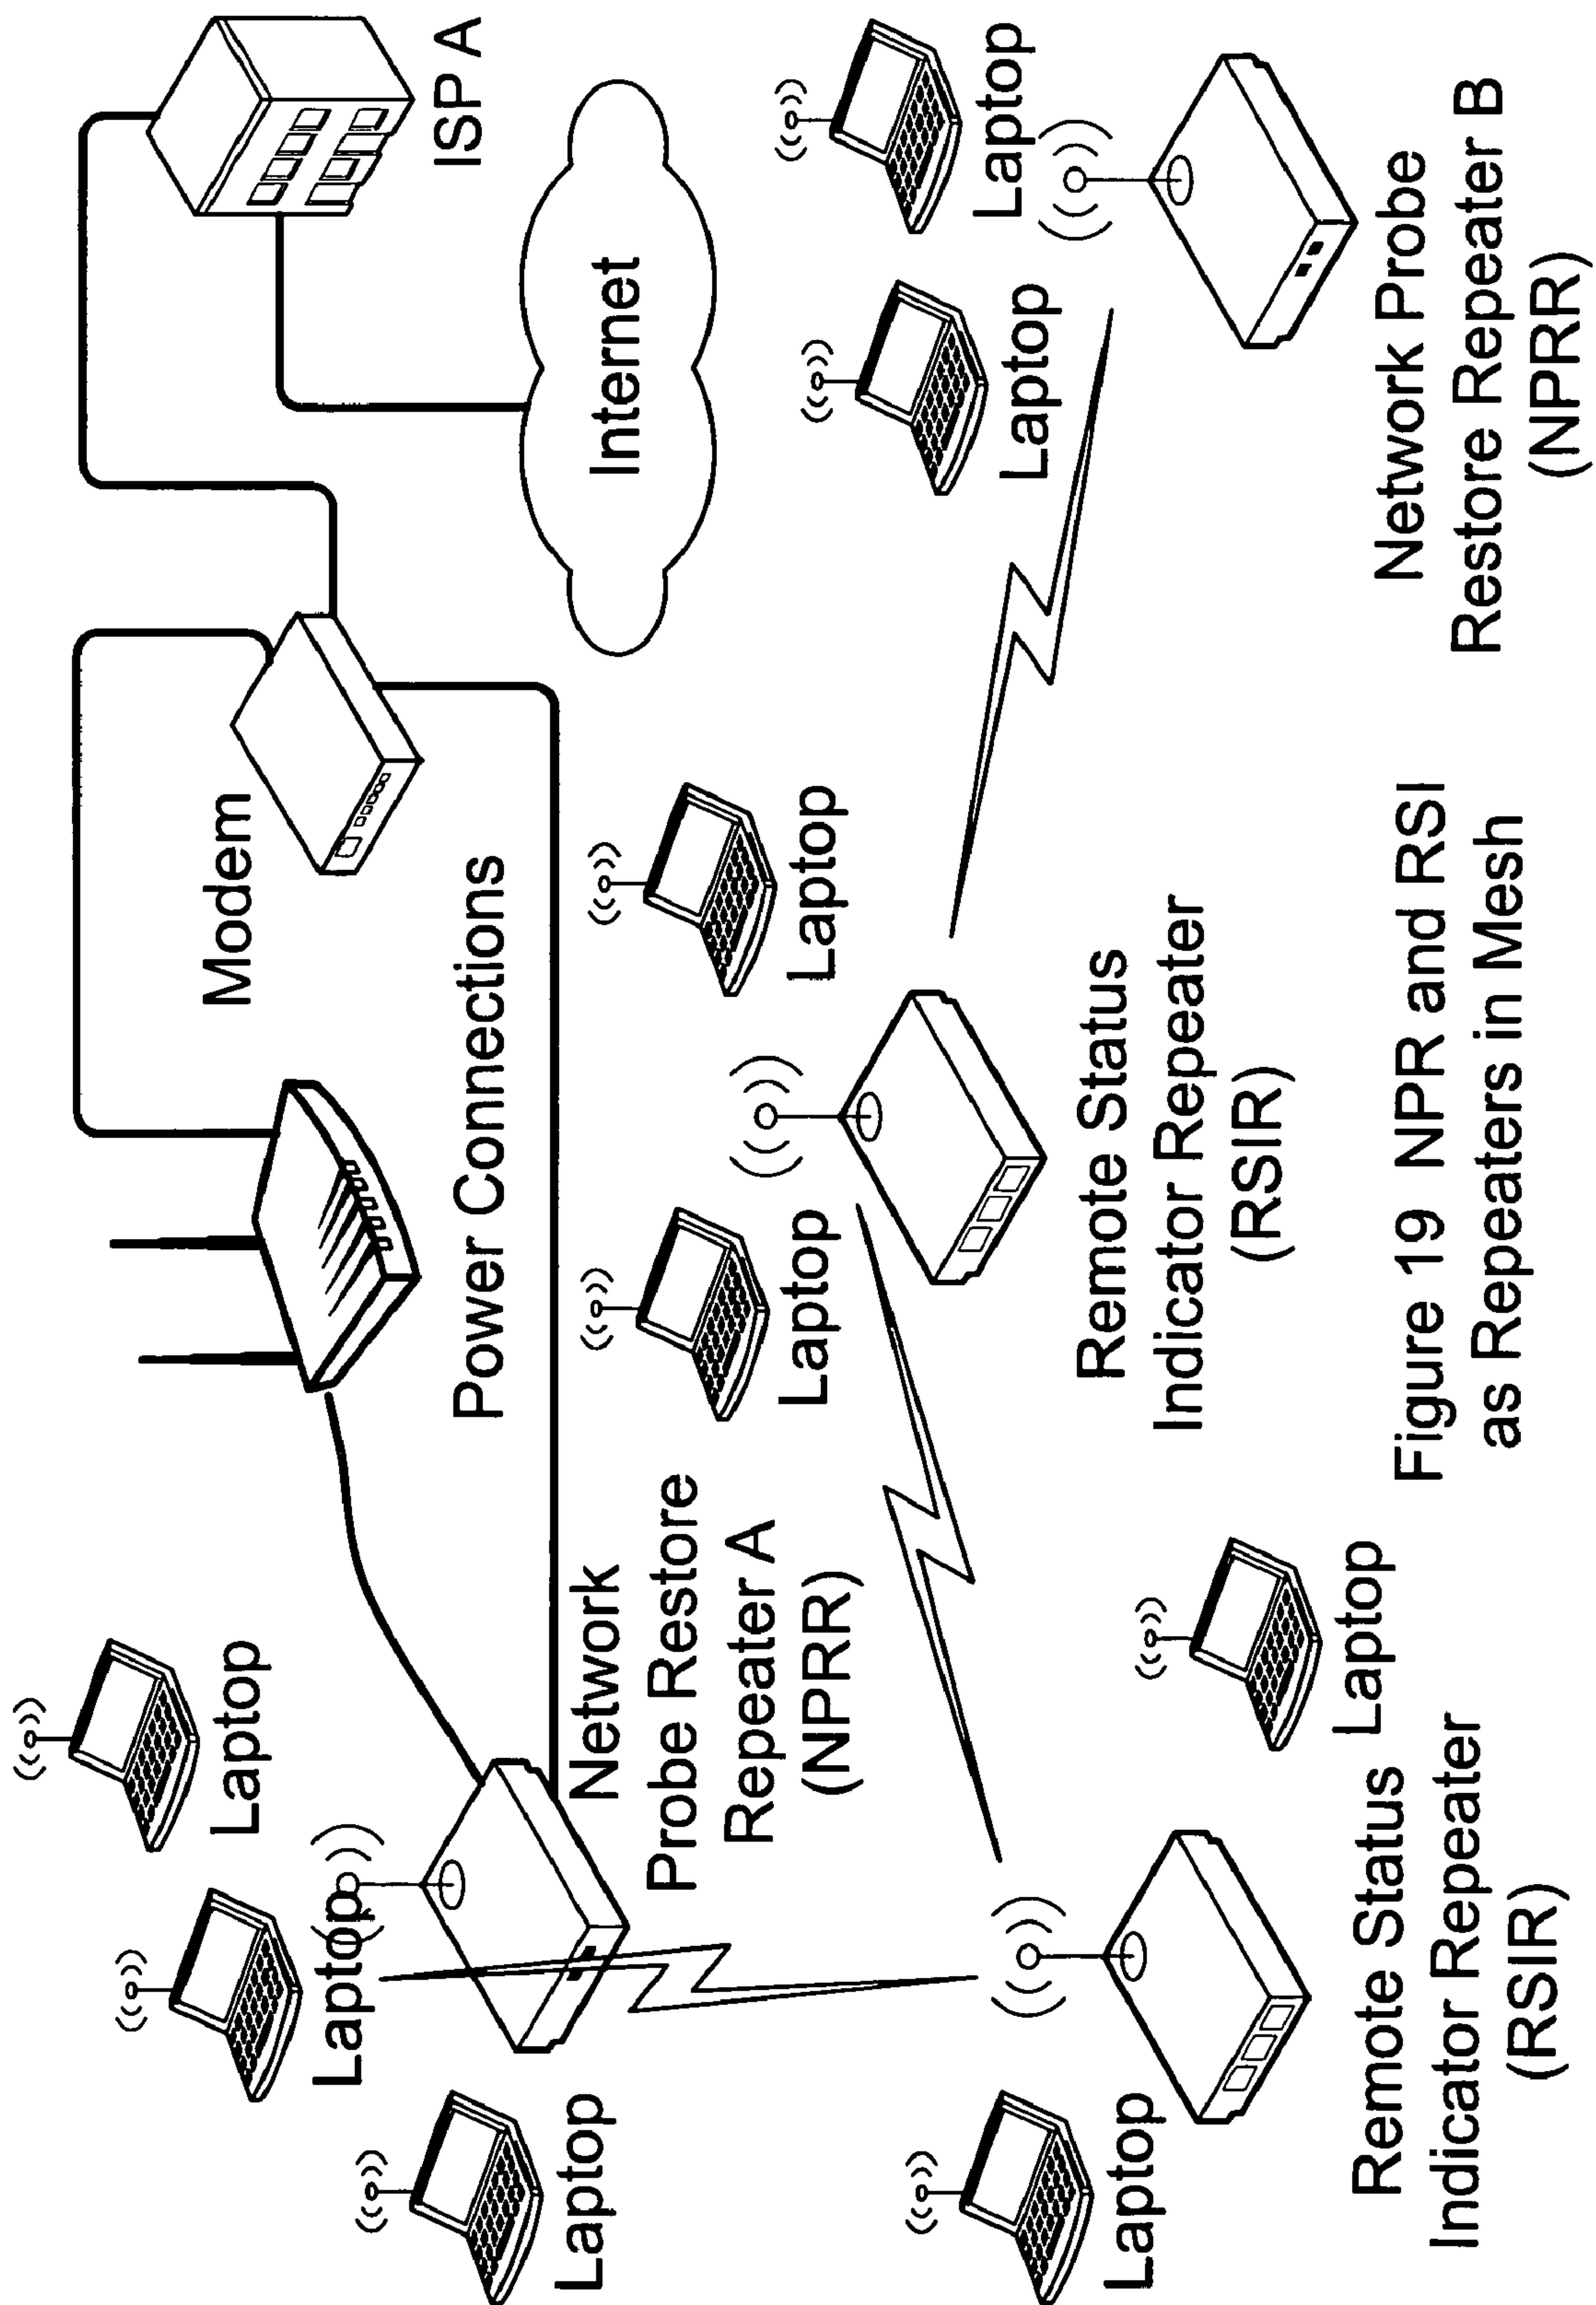 Laptop
Modem
ISP A
Laptop
Power Connections
Laptop
Internet
Network
Probe Restore
Repeater A
(NPRR)
Laptop
Laptop
Laptop
Laptop
Remote Status
Indicator Repeater
(RSIR)
Laptop
Laptop
Remote Status
Indicator Repeater
(RSIR)
Network Probe
Restore Repeater B
(NPRR)
Figure 19 NPR and RSI
as Repeaters in Mesh